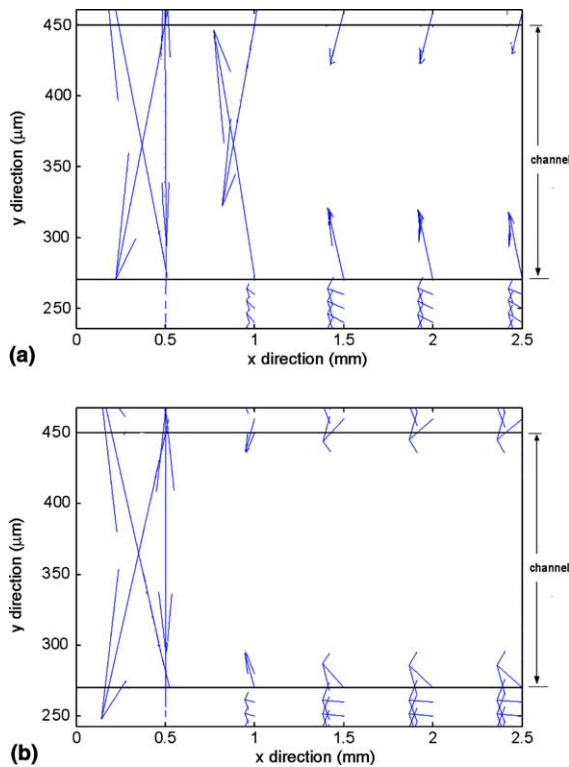 450
400
350
300
250
y direction (μm)
channel
0
0.5
1
1.5
2
2.5
x direction (mm)
(a)
450
400
350
300
250
y direction (μm)
channel
0
0.5
1
1.5
2
2.5
x direction (mm)
(b)